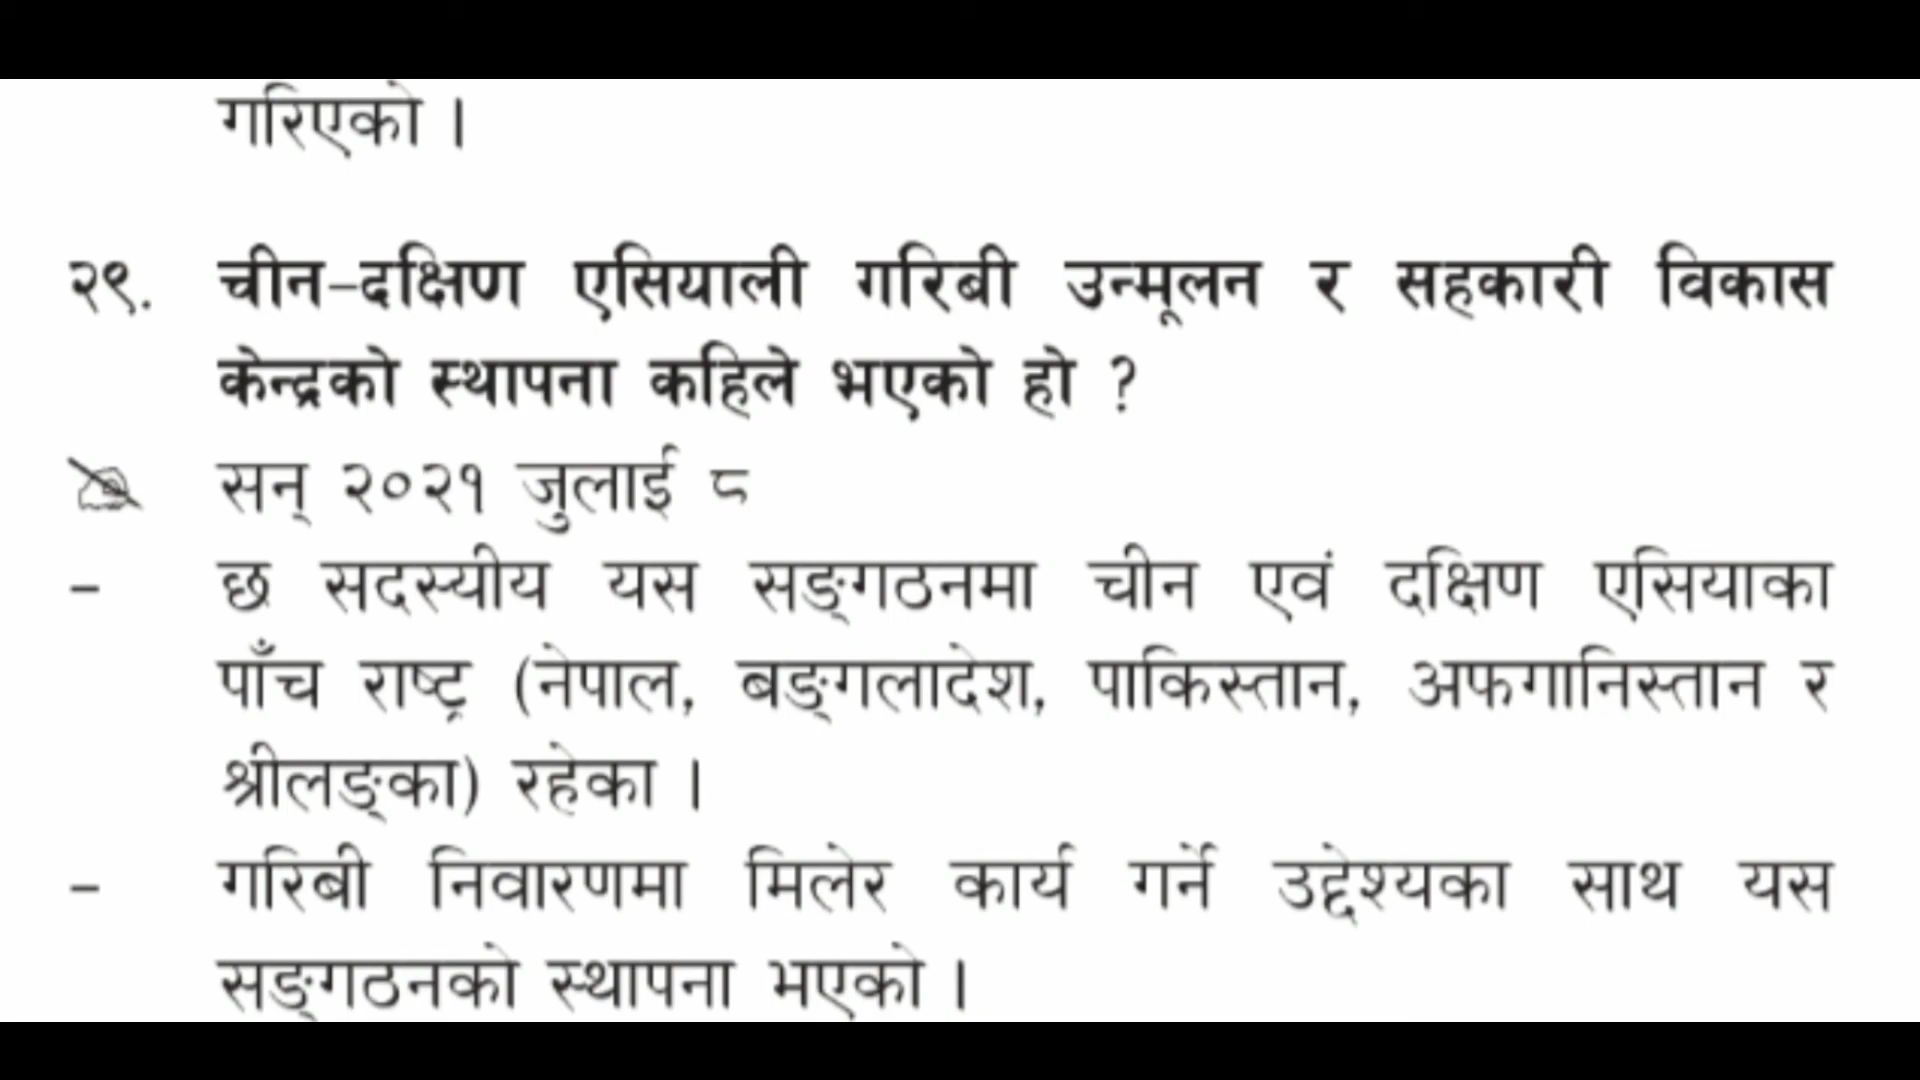 गरिएको ।
२९. चीन-दक्षिण एसियाली गरिबी उन्मूलन र सहकारी विकास
केन्द्रको स्थापना कहिले भएको हो ?
सन् २०२१ जुलाई ८
- छ सदस्यीय यस सङ्गठनमा चीन एवं दक्षिण एसियाका
पाँच राष्ट्र (नेपाल, बङ्गलादेश, पाकिस्तान, अफगानिस्तान र
श्रीलङ्का) रहेका ।
- गरिबी निवारणमा मिलेर कार्य गर्ने उद्देश्यका साथ यस
सङ्गठनको स्थापना भएको ।